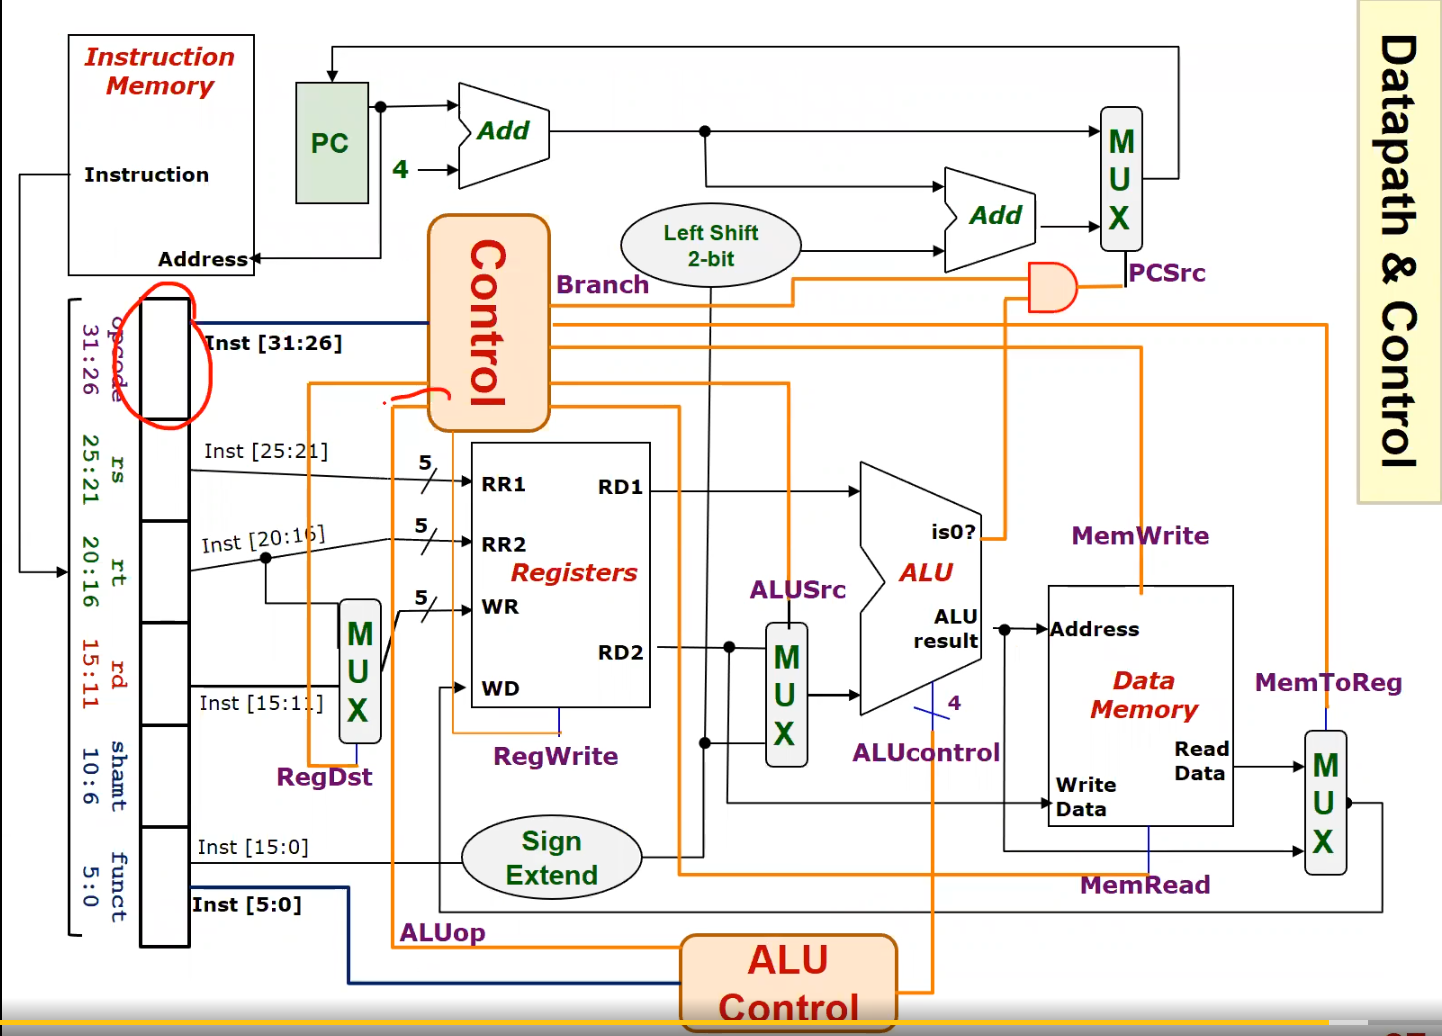 Datapath & Control
Instruction
Memory
Instruction
Address
PC
4
Add
Add
M
U
X
PCSrc
Left Shift
2-bit
Control
Branch
opcode
31:26
Inst [31:26]
rs
25:21
Inst [25:21]
5
rt
20:16
Inst [20:16]
5
rd
15:11
Inst [15:11]
5
shamt
10:6
funct
5:0
Inst [15:0]
Inst [5:0]
M
U
X
RegDst
RR1
RR2
WR
WD
RD1
RD2
Registers
RegWrite
Sign
Extend
ALUSrc
M
U
X
is0?
ALU
ALU
result
4
ALUcontrol
MemWrite
Address
Data
Memory
Read
Data
Write
Data
MemRead
MemToReg
M
U
X
ALUop
ALU
Control